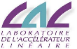 LAL
LABORATOIRE
DE L'ACCÉLÉRATEUR
LINÉAIRE